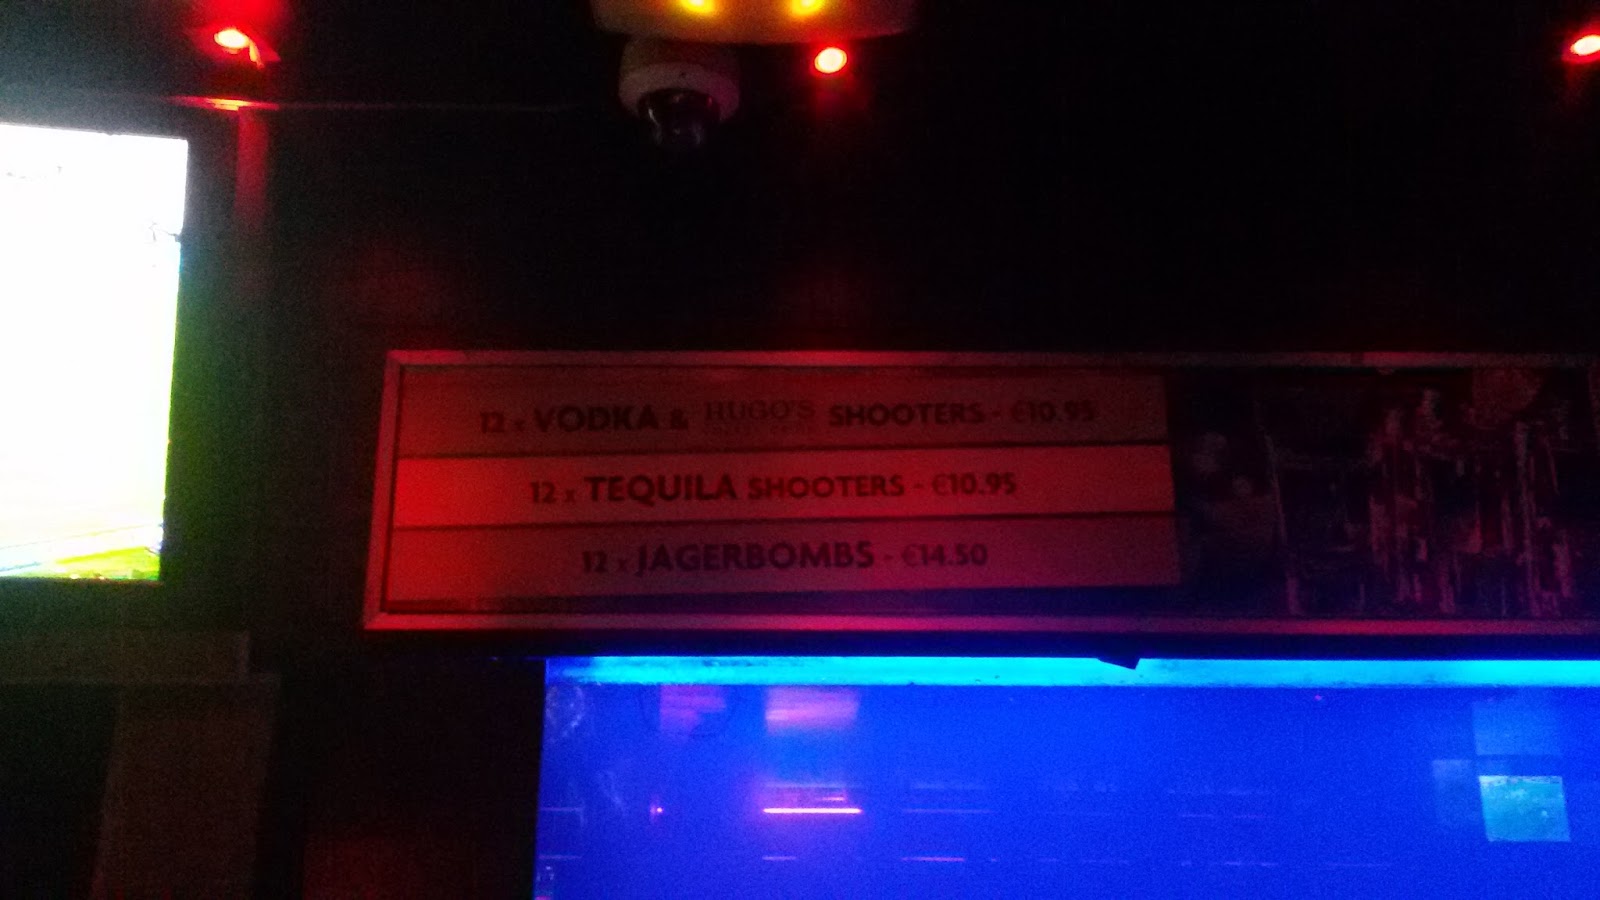 12 x VODKA & HUGO'S SHOOTERS - €10.95
12 x TEQUILA SHOOTERS - €10.95
12 x JAGERBOMBS - €14.50